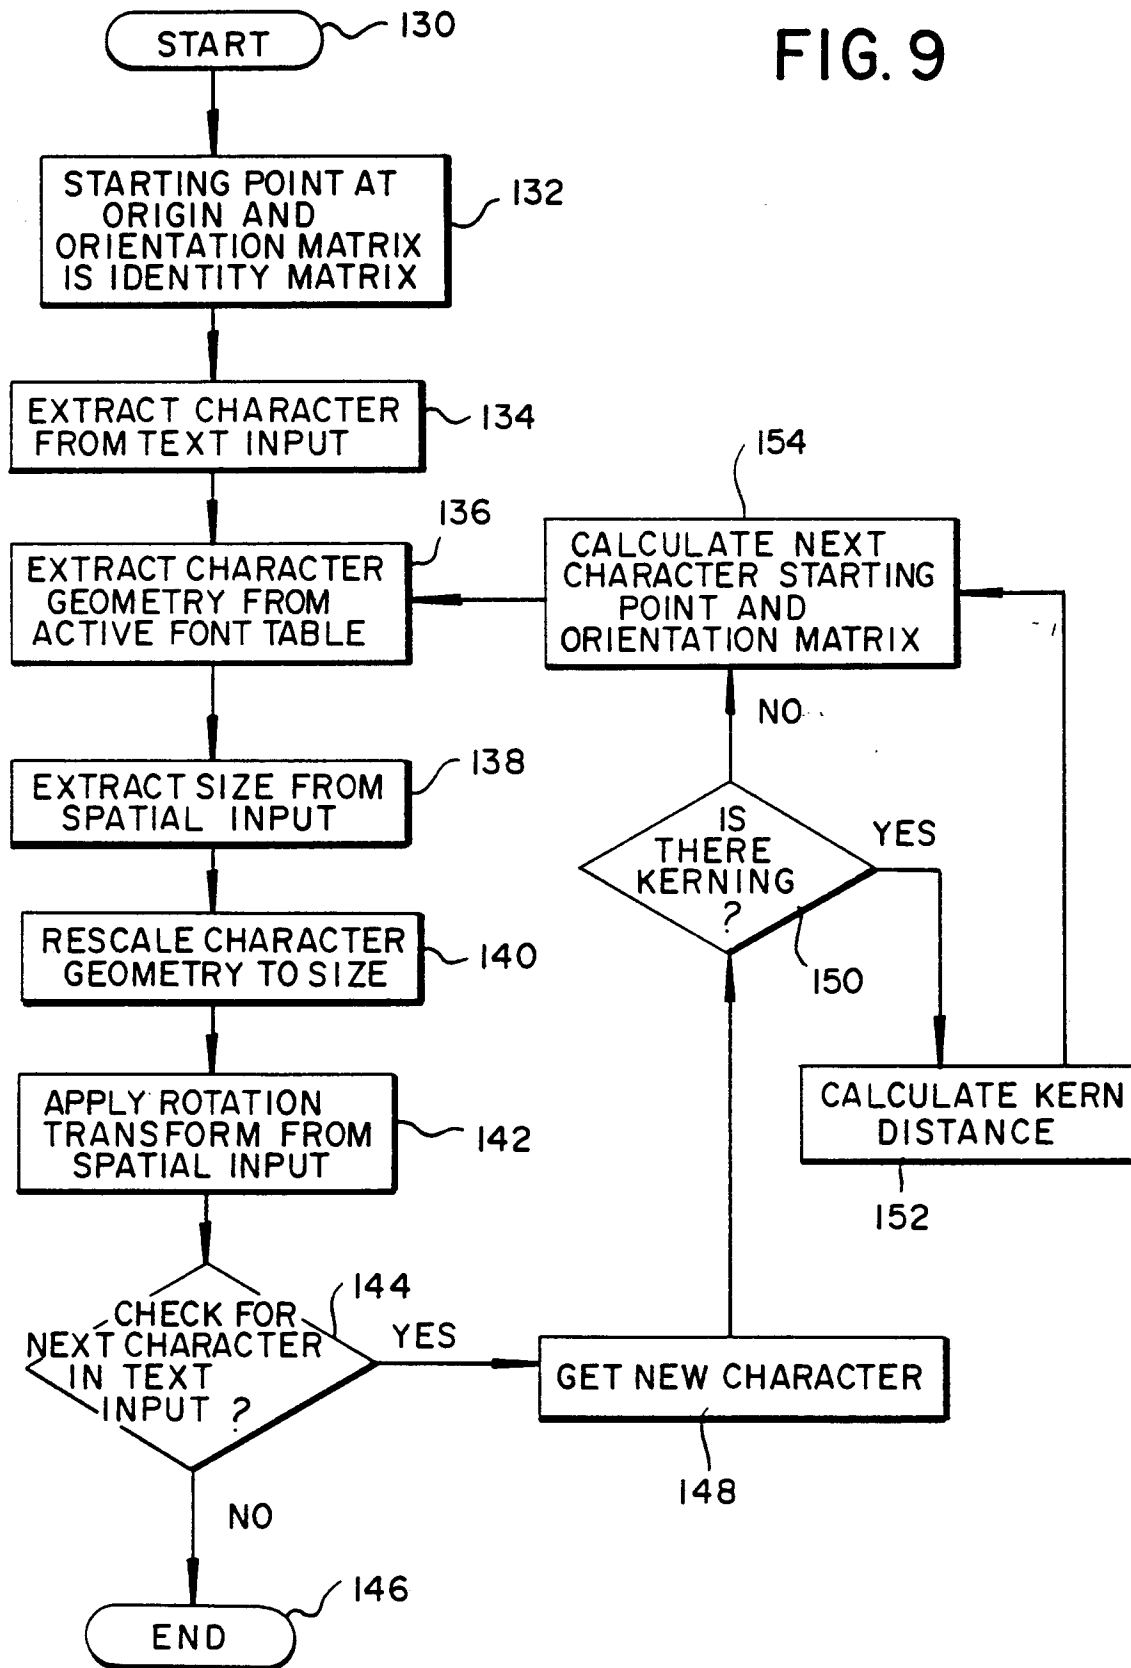 FIG. 9
START
130
STARTING POINT AT
ORIGIN AND
ORIENTATION MATRIX
IS IDENTITY MATRIX
132
EXTRACT CHARACTER
FROM TEXT INPUT
134
EXTRACT CHARACTER
GEOMETRY FROM
ACTIVE FONT TABLE
136
EXTRACT SIZE FROM
SPATIAL INPUT
138
RESCALE CHARACTER
GEOMETRY TO SIZE
140
APPLY ROTATION
TRANSFORM FROM
SPATIAL INPUT
142
CHECK FOR
NEXT CHARACTER
IN TEXT
INPUT ?
144
YES
NO
END
146
GET NEW CHARACTER
148
IS
THERE
KERNING
?
150
YES
NO
CALCULATE KERN
DISTANCE
152
CALCULATE NEXT
CHARACTER STARTING
POINT AND
ORIENTATION MATRIX
154